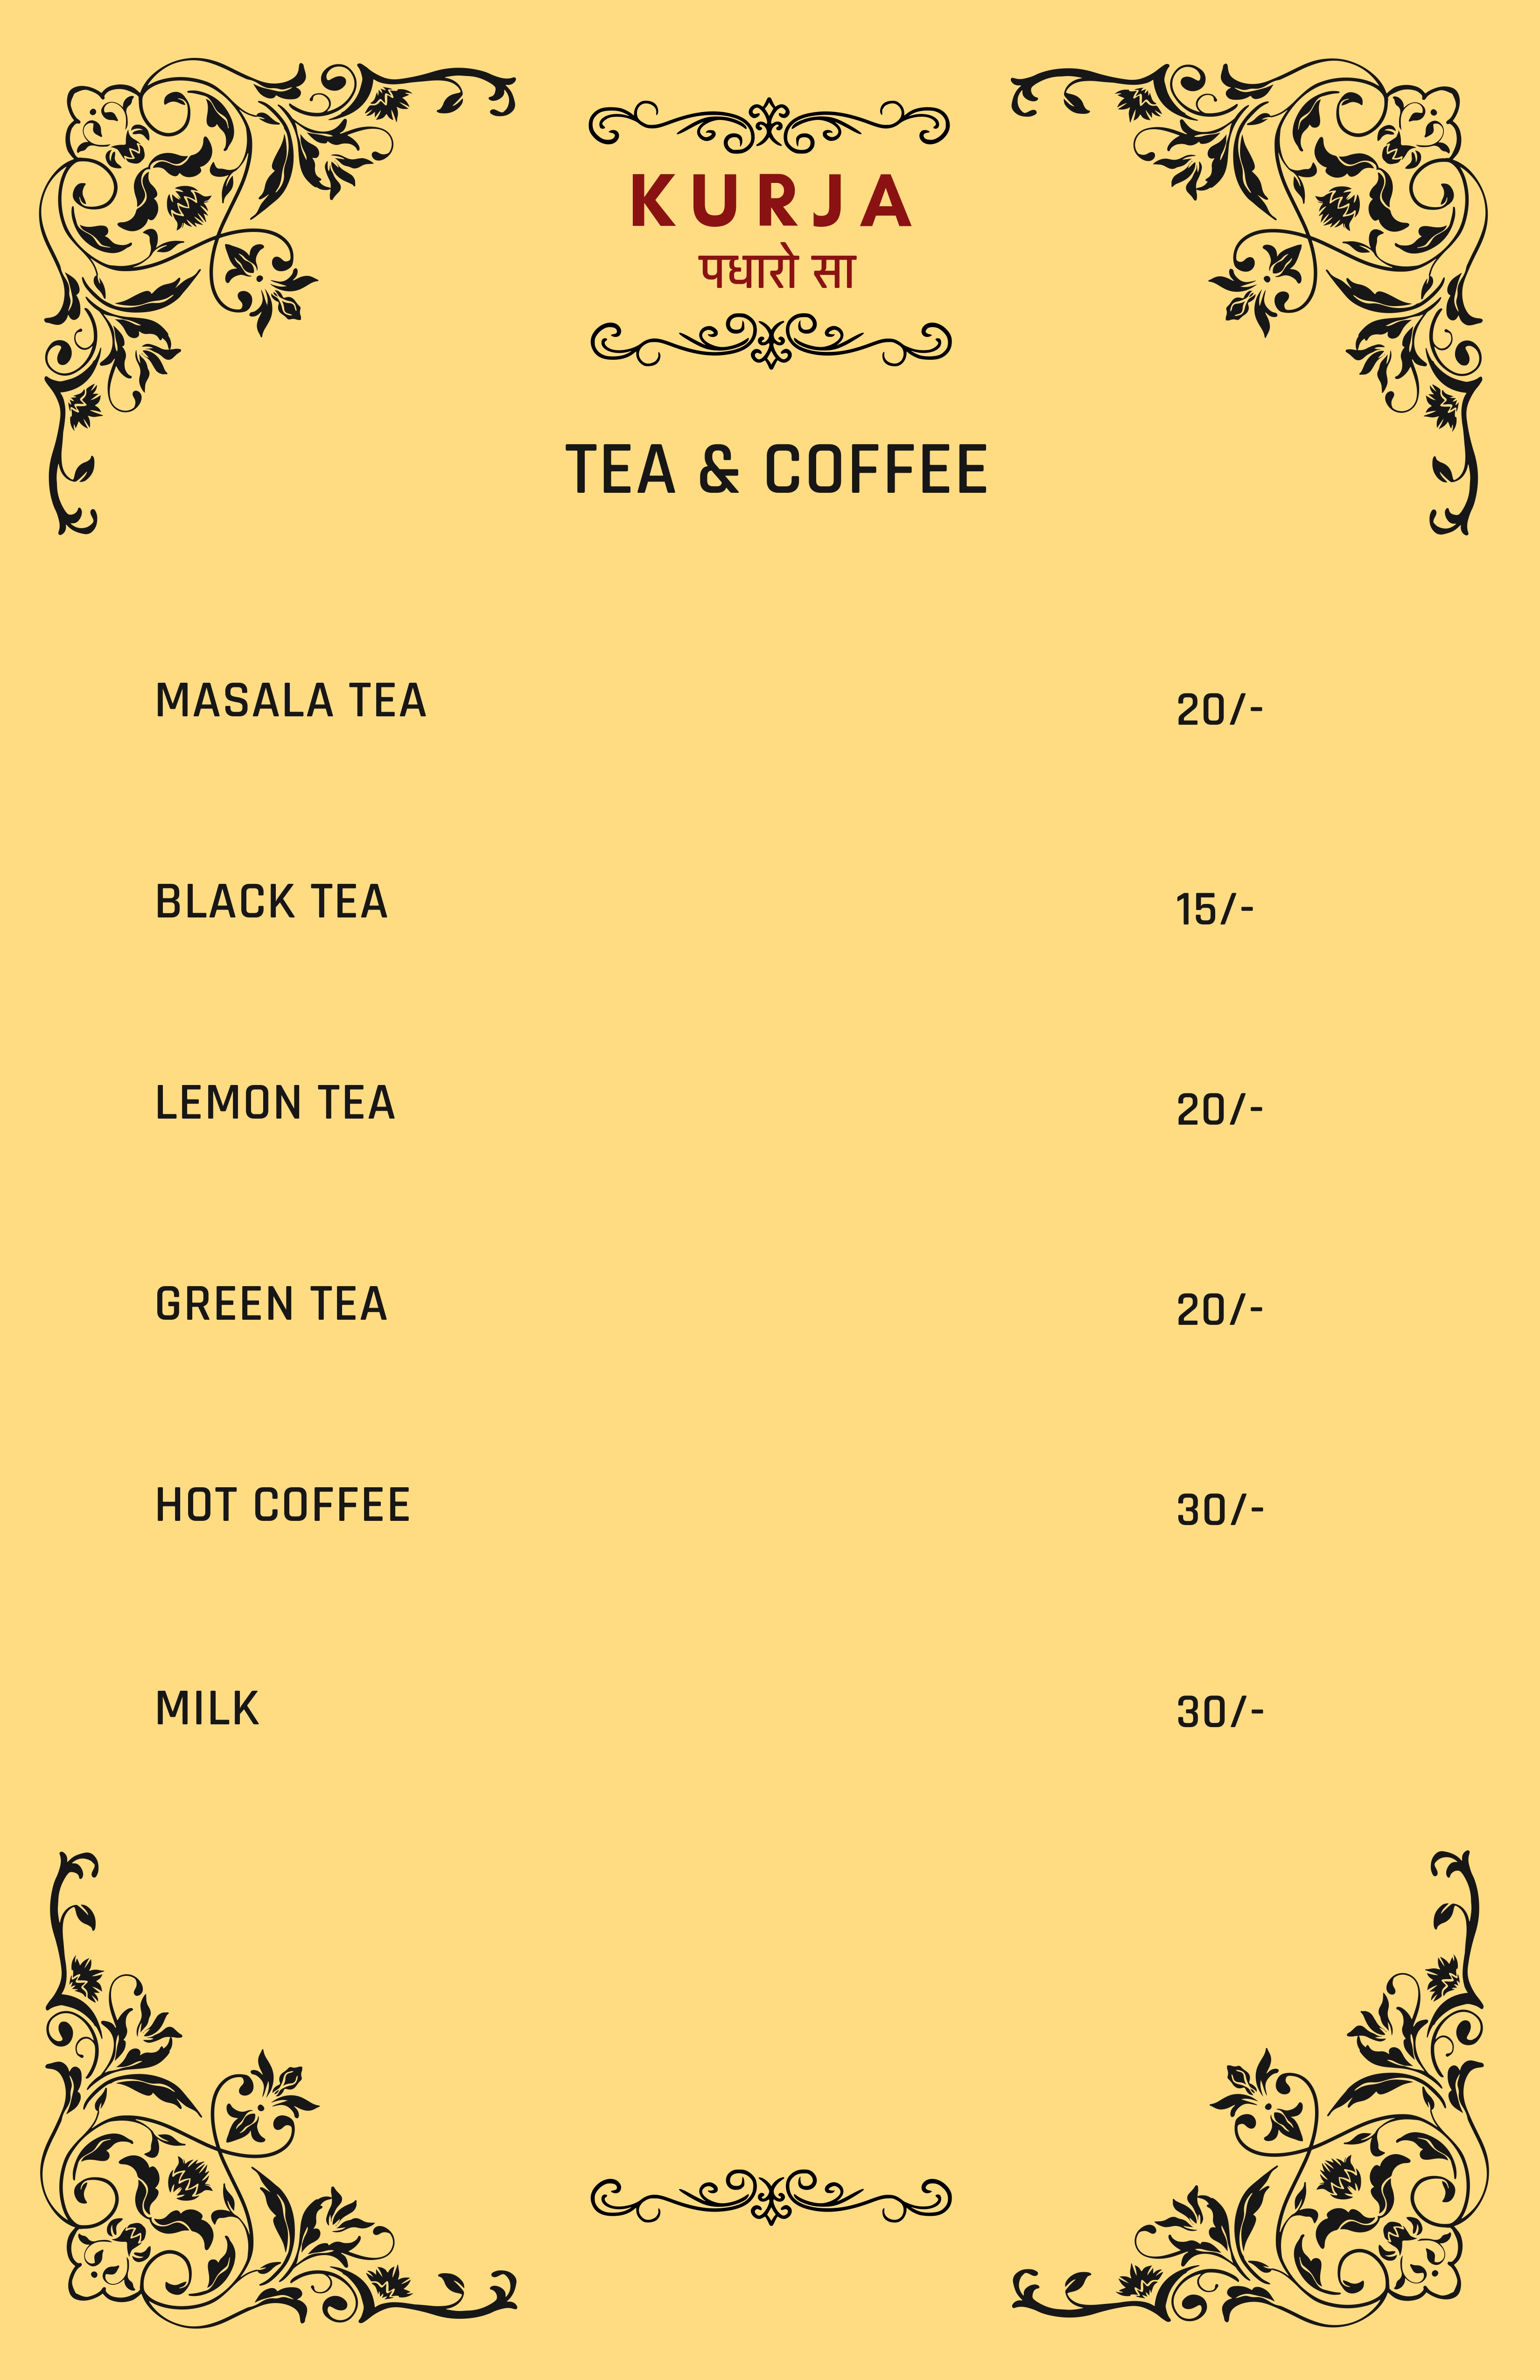 KURJA
पधारो सा
TEA & COFFEE
MASALA TEA 20/-
BLACK TEA 15/-
LEMON TEA 20/-
GREEN TEA 20/-
HOT COFFEE 30/-
MILK 30/-